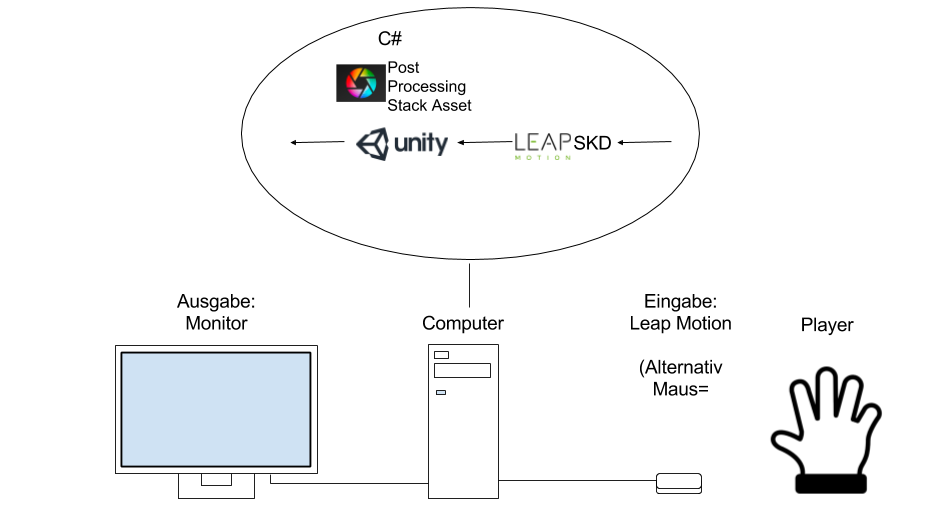 C#
Post
Processing
Stack Asset
unity
LEAP SKD
MOTION
Ausgabe:
Monitor
Computer
Eingabe:
Leap Motion
(Alternativ
Maus=
Player